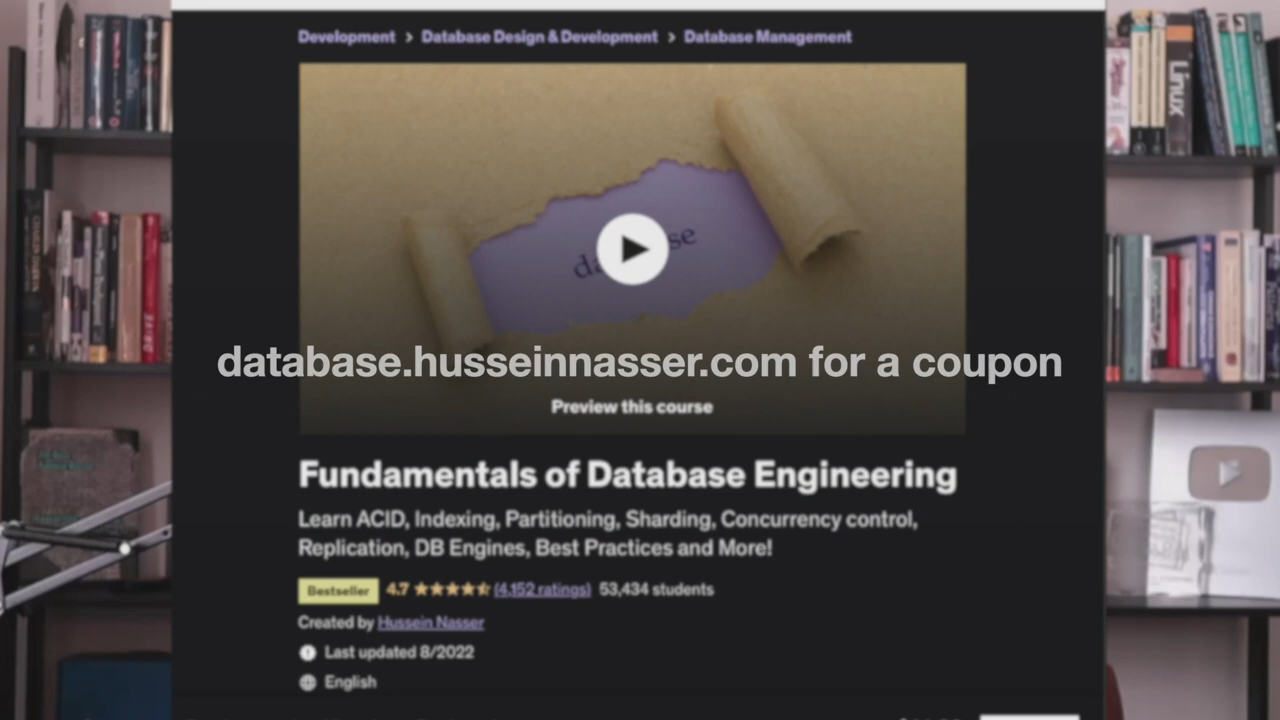 Development > Database Design & Development > Database Management
Linux
database.husseinnasser.com for a coupon
Preview this course
Fundamentals of Database Engineering
Learn ACID, Indexing, Partitioning, Sharding, Concurrency control,
Replication, DB Engines, Best Practices and More!
Bestseller 4.7 (4,152 ratings) 53,434 students
Created by Hussein Nasser
Last updated 8/2022
English